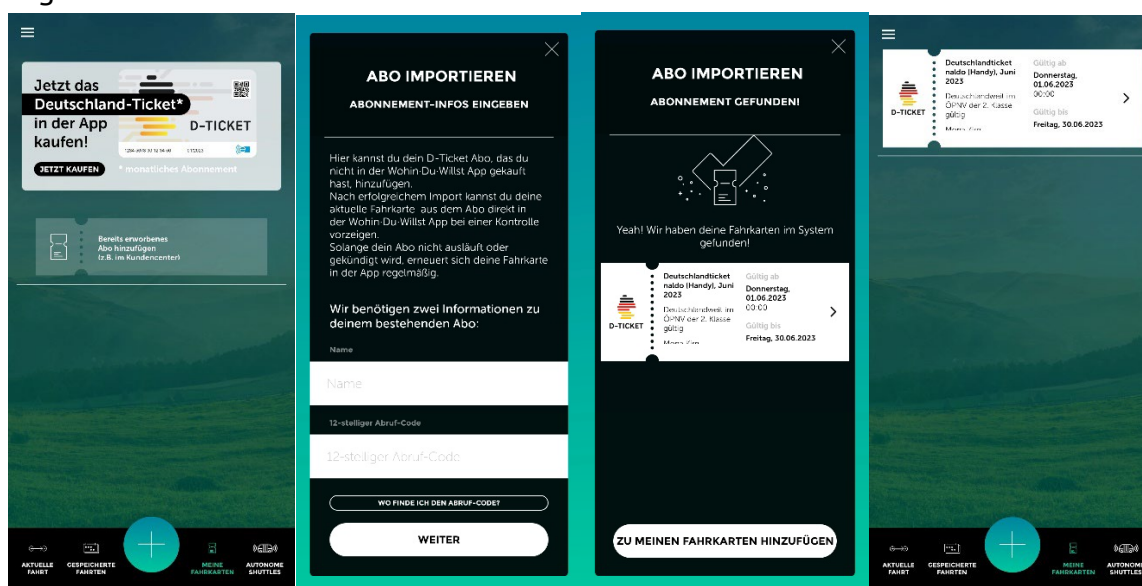 Jetzt das
Deutschland-Ticket*
in der App
kaufen!
D-TICKET
JETZT KAUFEN
* monatliches Abonnement
Bereits erworbenes
Abo hinzufügen
(z.B. im Kundencenter)
AKTUELLE
FAHRT
GESPEICHERTE
FAHRTEN
MEINE
FAHRKARTEN
AUTONOME
SHUTTLES
ABO IMPORTIEREN
ABONNEMENT-INFOS EINGEBEN
Hier kannst du dein D-Ticket Abo, das du
nicht in der Wohin-Du-Willst App gekauft
hast, hinzufügen.
Nach erfolgreichem Import kannst du deine
aktuelle Fahrkarte aus dem Abo direkt in
der Wohin-Du-Willst App bei einer Kontrolle
vorzeigen.
Solange dein Abo nicht ausläuft oder
gekündigt wird, erneuert sich deine Fahrkarte
in der App regelmäßig.
Wir benötigen zwei Informationen zu
deinem bestehenden Abo:
Name
Name
12-stelliger Abruf-Code
12-stelliger Abruf-Code
WO FINDE ICH DEN ABRUF-CODE?
WEITER
ABO IMPORTIEREN
ABONNEMENT GEFUNDEN!
Yeah! Wir haben deine Fahrkarten im System
gefunden!
D-TICKET
Deutschlandticket
naldo (Handy), Juni
2023
Deutschlandweit im
ÖPNV der 2. Klasse
gültig
Gültig ab
Donnerstag,
01.06.2023
00:00
Gültig bis
Freitag, 30.06.2023
ZU MEINEN FAHRKARTEN HINZUFÜGEN
D-TICKET
Deutschlandticket
naldo (Handy), Juni
2023
Deutschlandweit im
ÖPNV der 2. Klasse
gültig
Gültig ab
Donnerstag,
01.06.2023
00:00
Gültig bis
Freitag, 30.06.2023
AKTUELLE
FAHRT
GESPEICHERTE
FAHRTEN
MEINE
FAHRKARTEN
AUTONOME
SHUTTLES